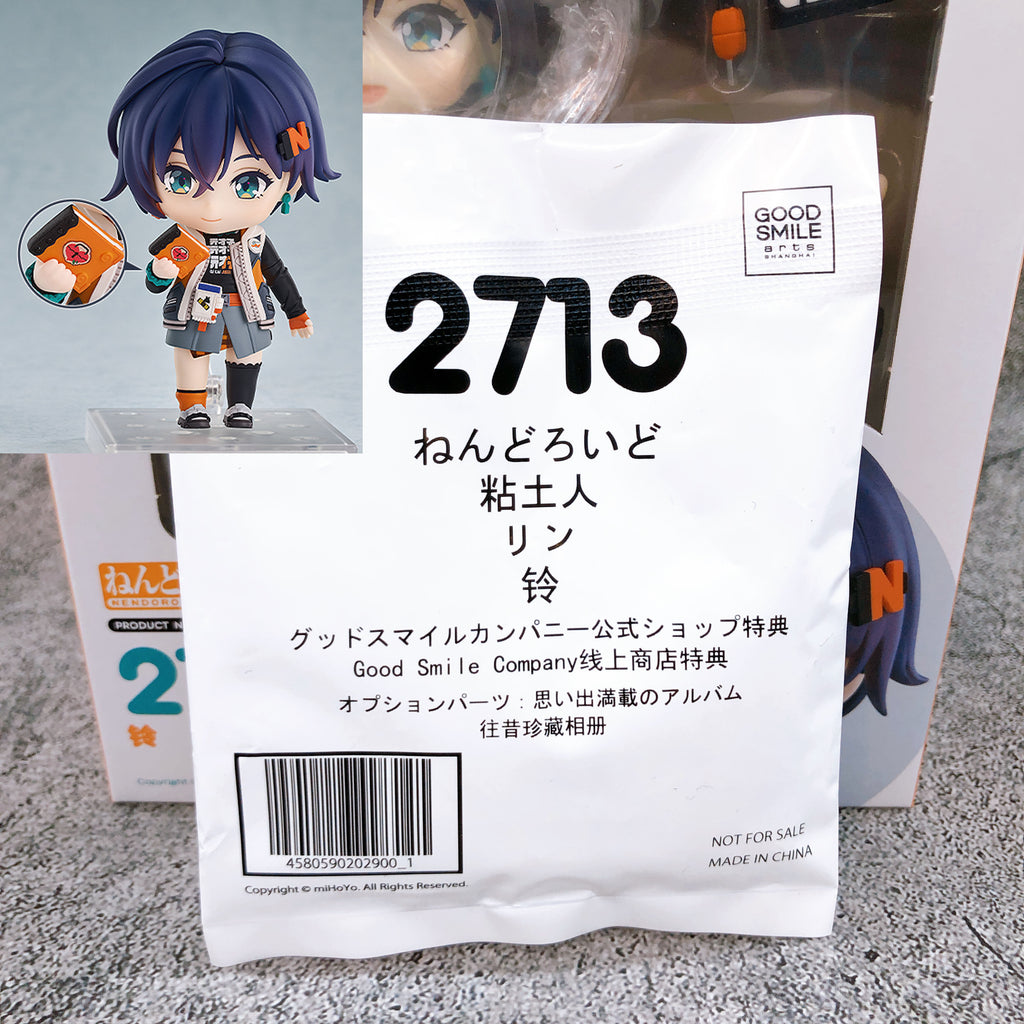 GOOD
SMILE
arts
SHANGHAI
2713
ねんどろいど
粘土人
リン
铃
グッドスマイルカンパニー公式ショップ特典
Good Smile Company线上商店特典
オプションパーツ：思い出満載のアルバム
往昔珍藏相册
4580590202900_1
Copyright © miHoYo. All Rights Reserved.
NOT FOR SALE
MADE IN CHINA
ねんど
NENDORO
PRODUCT N
2
铃
Copyright
N
N